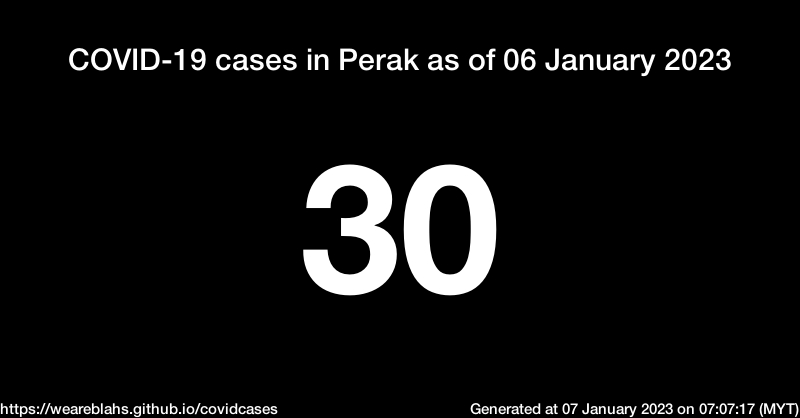 COVID-19 cases in Perak as of 06 January 2023
30
https://weareblahs.github.io/covidcases
Generated at 07 January 2023 on 07:07:17 (MYT)